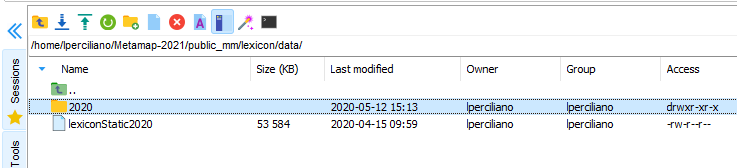 /home/lperciliano/Metamap-2021/public_mm/lexicon/data/
Name Size (KB) Last modified Owner Group Access
..
2020 2020-05-12 15:13 lperciliano lperciliano drwxr-xr-x
lexiconStatic2020 53 584 2020-04-15 09:59 lperciliano lperciliano -rw-r--r--
Sessions
Tools
A